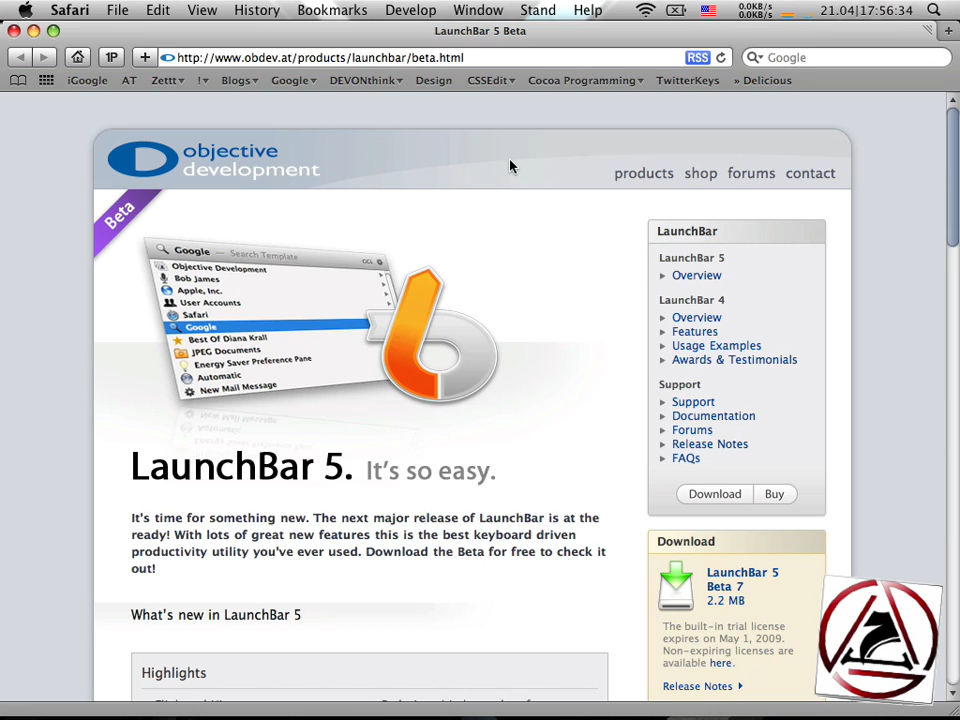 Safari File Edit View History Bookmarks Develop Window Stand Help 0.0KB/s 0.0KB/s 21.04|17:56:34
LaunchBar 5 Beta
1P + http://www.obdev.at/products/launchbar/beta.html RSS Google
iGoogle AT Zettt ! Blogs Google DEVONthink Design CSSEdit Cocoa Programming TwitterKeys » Delicious
objective
development
products shop forums contact
Beta
Google — Search Template
Objective Development
Bob James
Apple, Inc.
User Accounts
Safari
Google
Best Of Diana Krall
JPEG Documents
Energy Saver Preference Pane
Automatic
New Mail Message
LaunchBar 5. It's so easy.
It's time for something new. The next major release of LaunchBar is at the
ready! With lots of great new features this is the best keyboard driven
productivity utility you've ever used. Download the Beta for free to check it
out!
What's new in LaunchBar 5
Highlights
LaunchBar
LaunchBar 5
Overview
LaunchBar 4
Overview
Features
Usage Examples
Awards & Testimonials
Support
Support
Documentation
Forums
Release Notes
FAQs
Download Buy
Download
LaunchBar 5
Beta 7
2.2 MB
The built-in trial license
expires on May 1, 2009.
Non-expiring licenses are
available here.
Release Notes